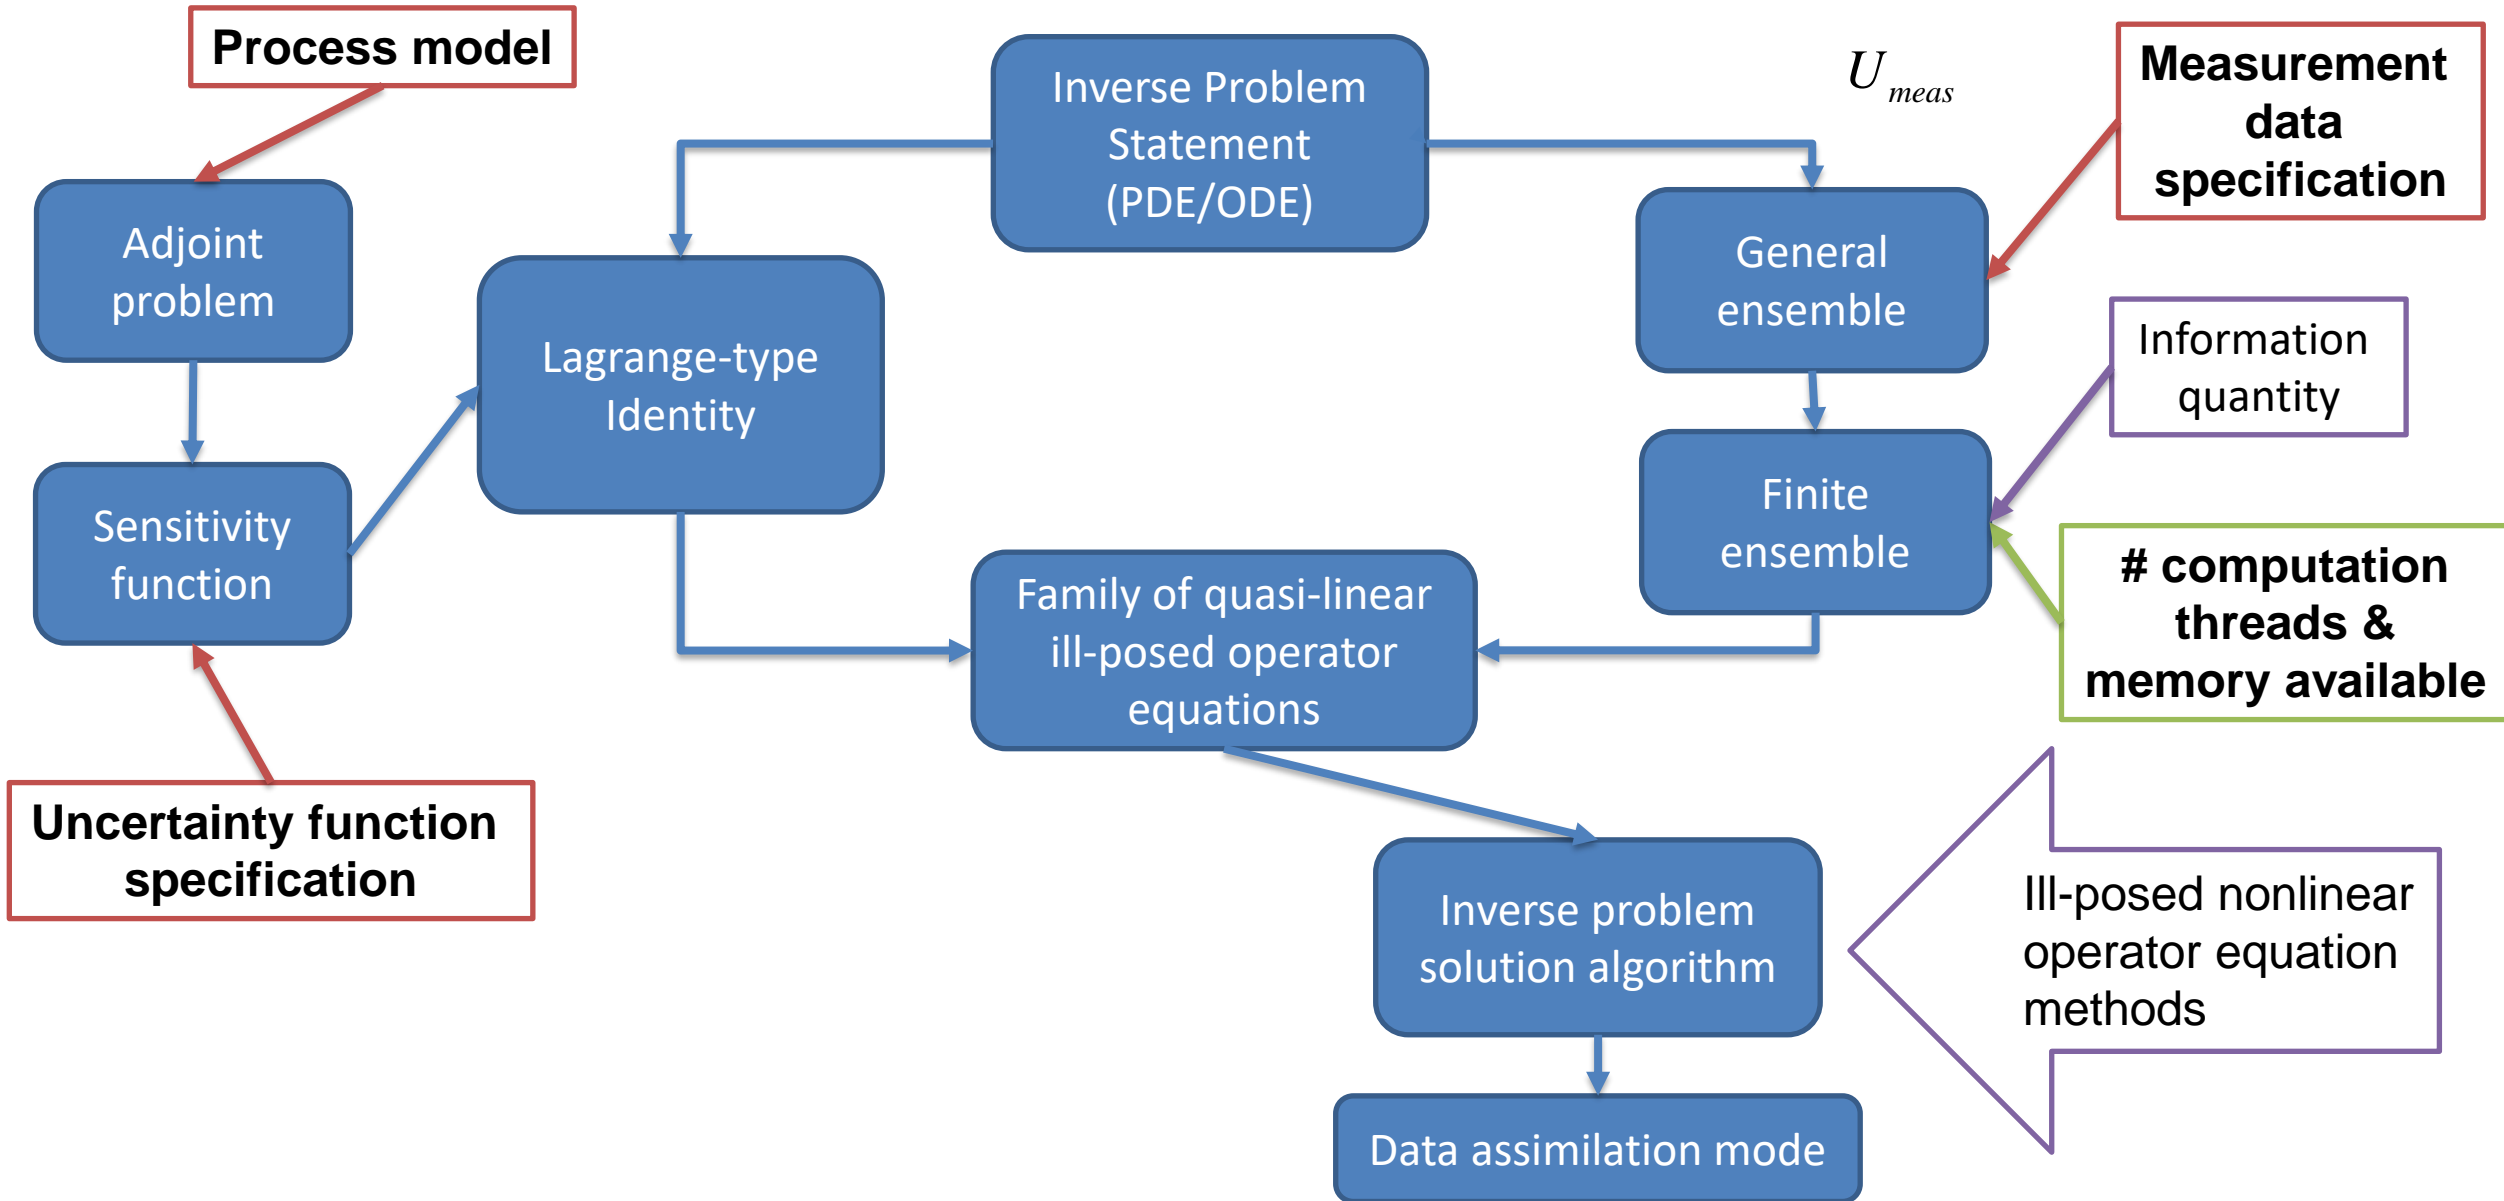 Process model
Inverse Problem
Statement
(PDE/ODE)
U meas
Measurement
data
specification
Adjoint
problem
General
ensemble
Lagrange-type
Identity
Information
quantity
Sensitivity
function
Finite
ensemble
# computation
threads &
memory available
Family of quasi-linear
ill-posed operator
equations
Uncertainty function
specification
Inverse problem
solution algorithm
Ill-posed nonlinear
operator equation
methods
Data assimilation mode